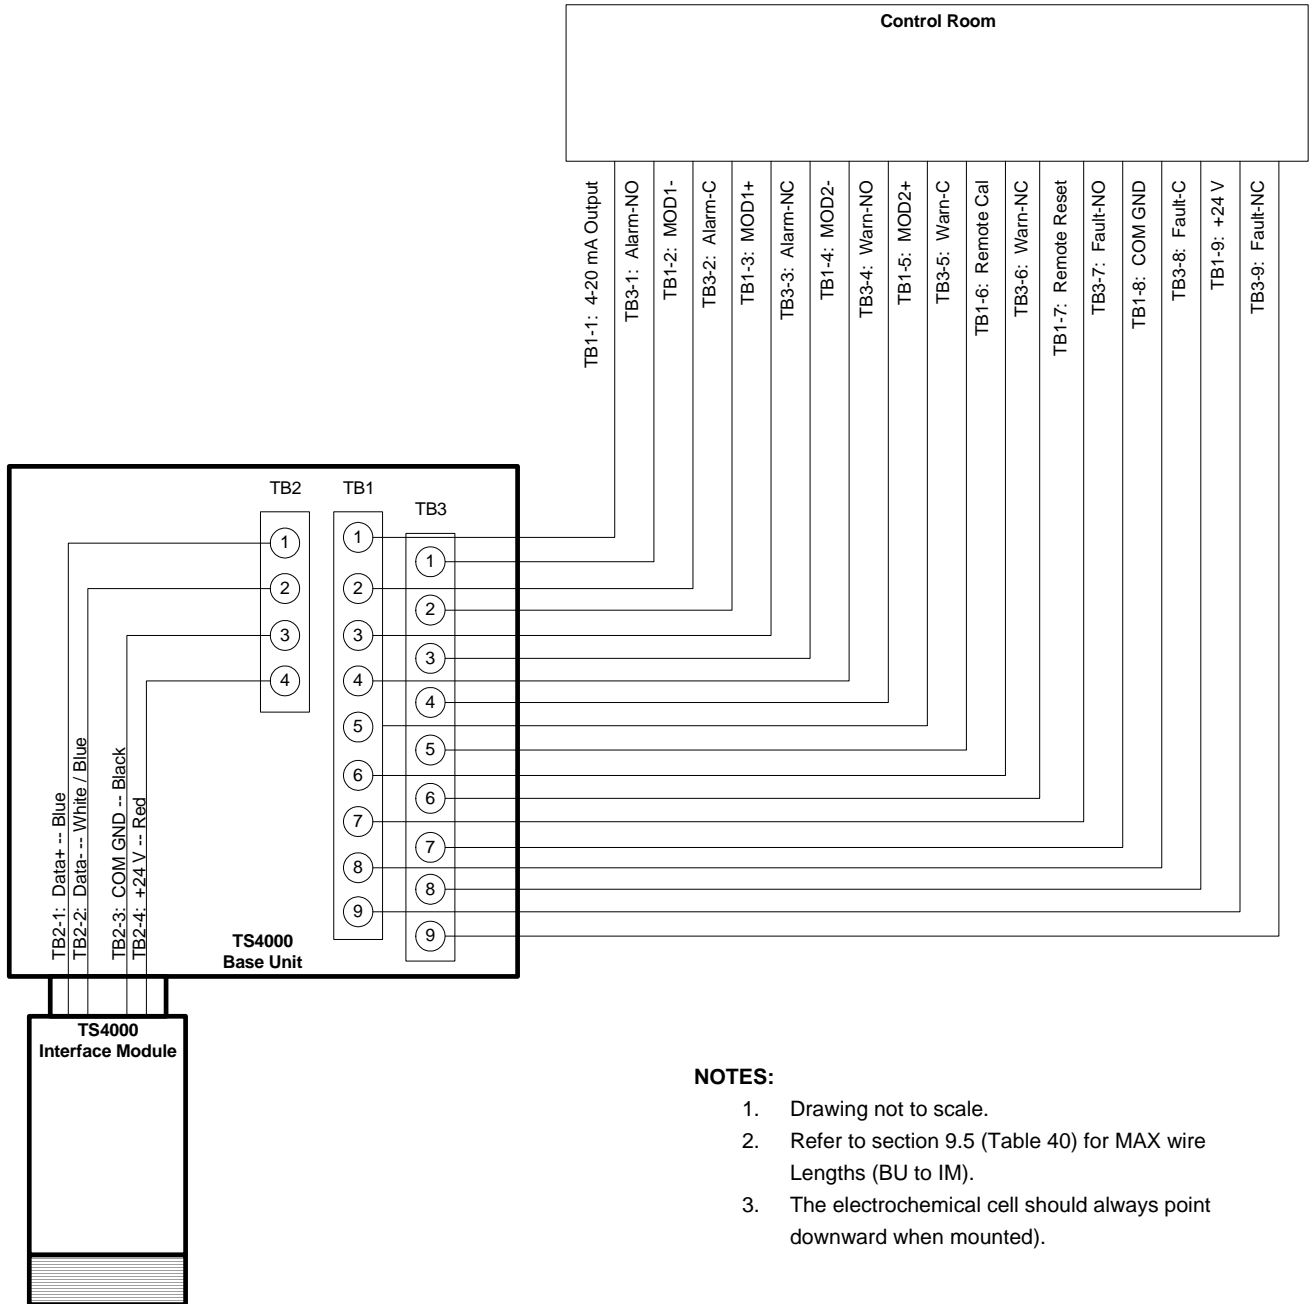 Control Room
TB1-1: 4-20 mA Output
TB3-1: Alarm-NO
TB1-2: MOD1-
TB3-2: Alarm-C
TB1-3: MOD1+
TB3-3: Alarm-NC
TB1-4: MOD2-
TB3-4: Warn-NO
TB1-5: MOD2+
TB3-5: Warn-C
TB1-6: Remote Cal
TB3-6: Warn-NC
TB1-7: Remote Reset
TB3-7: Fault-NO
TB1-8: COM GND
TB3-8: Fault-C
TB1-9: +24 V
TB3-9: Fault-NC
TB2
1
2
3
4
TB1
1
2
3
4
5
6
7
8
9
TB3
1
2
3
4
5
6
7
8
9
TB2-1: Data+ -- Blue
TB2-2: Data- -- White / Blue
TB2-3: COM GND -- Black
TB2-4: +24 V -- Red
TS4000
Base Unit
TS4000
Interface Module
NOTES:
1. Drawing not to scale.
2. Refer to section 9.5 (Table 40) for MAX wire
Lengths (BU to IM).
3. The electrochemical cell should always point
downward when mounted).